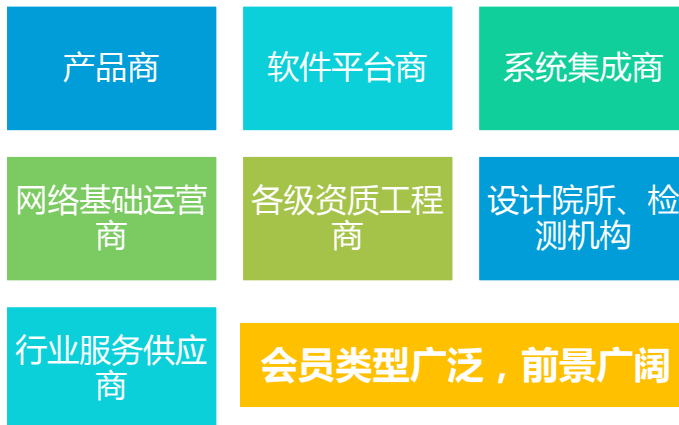 产品商
软件平台商
系统集成商
网络基础运营
商
各级资质工程
商
设计院所、检
测机构
行业服务供应
商
会员类型广泛，前景广阔